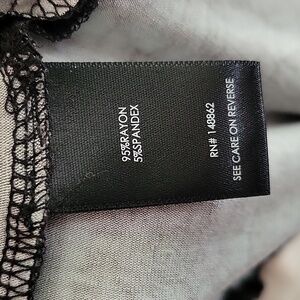 95%RAYON
5%SPANDEX
RN# 148862
SEE CARE ON REVERSE